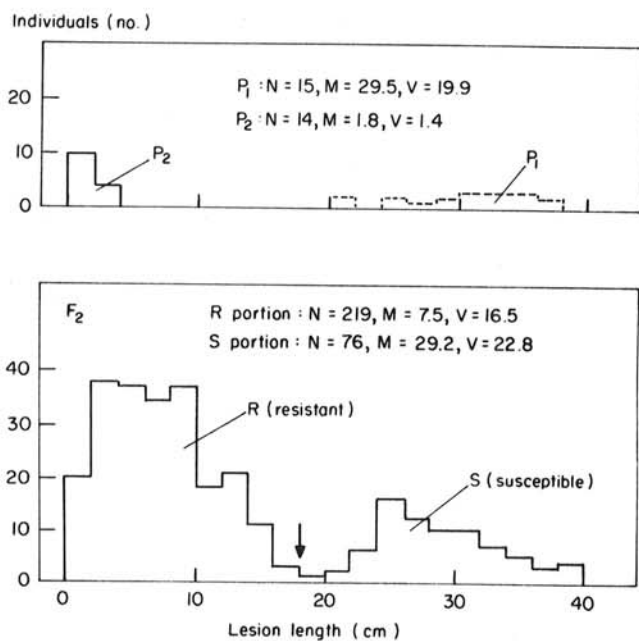 Individuals (no.)
20
10
0
P₁ : N = 15, M = 29.5, V = 19.9
P₂ : N = 14, M = 1.8, V = 1.4
P₂
P₁
F₂
R portion : N = 219, M = 7.5, V = 16.5
S portion : N = 76, M = 29.2, V = 22.8
40
30
20
10
0
R (resistant)
S (susceptible)
0 10 20 30 40
Lesion length (cm)